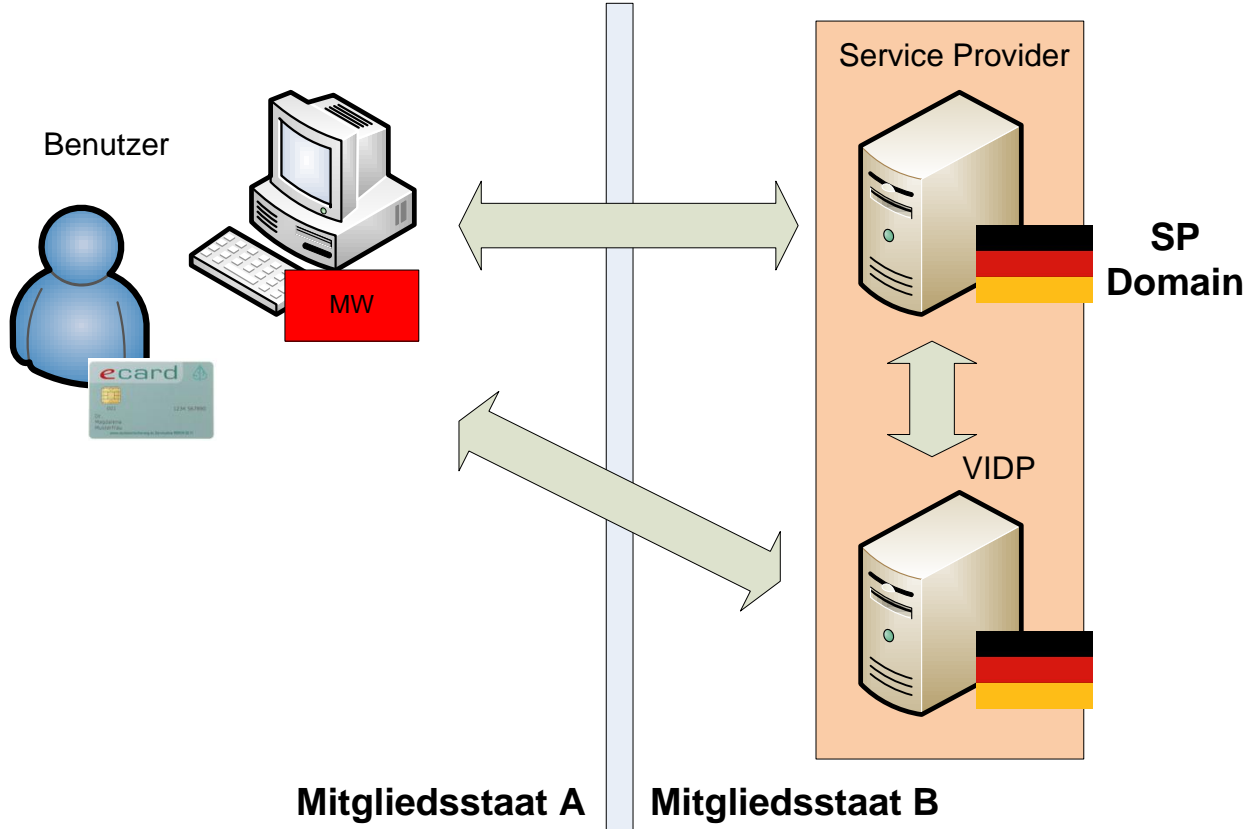 Service Provider
Benutzer
SP
Domain
MW
ecard
VIDP
Mitgliedsstaat A
Mitgliedsstaat B